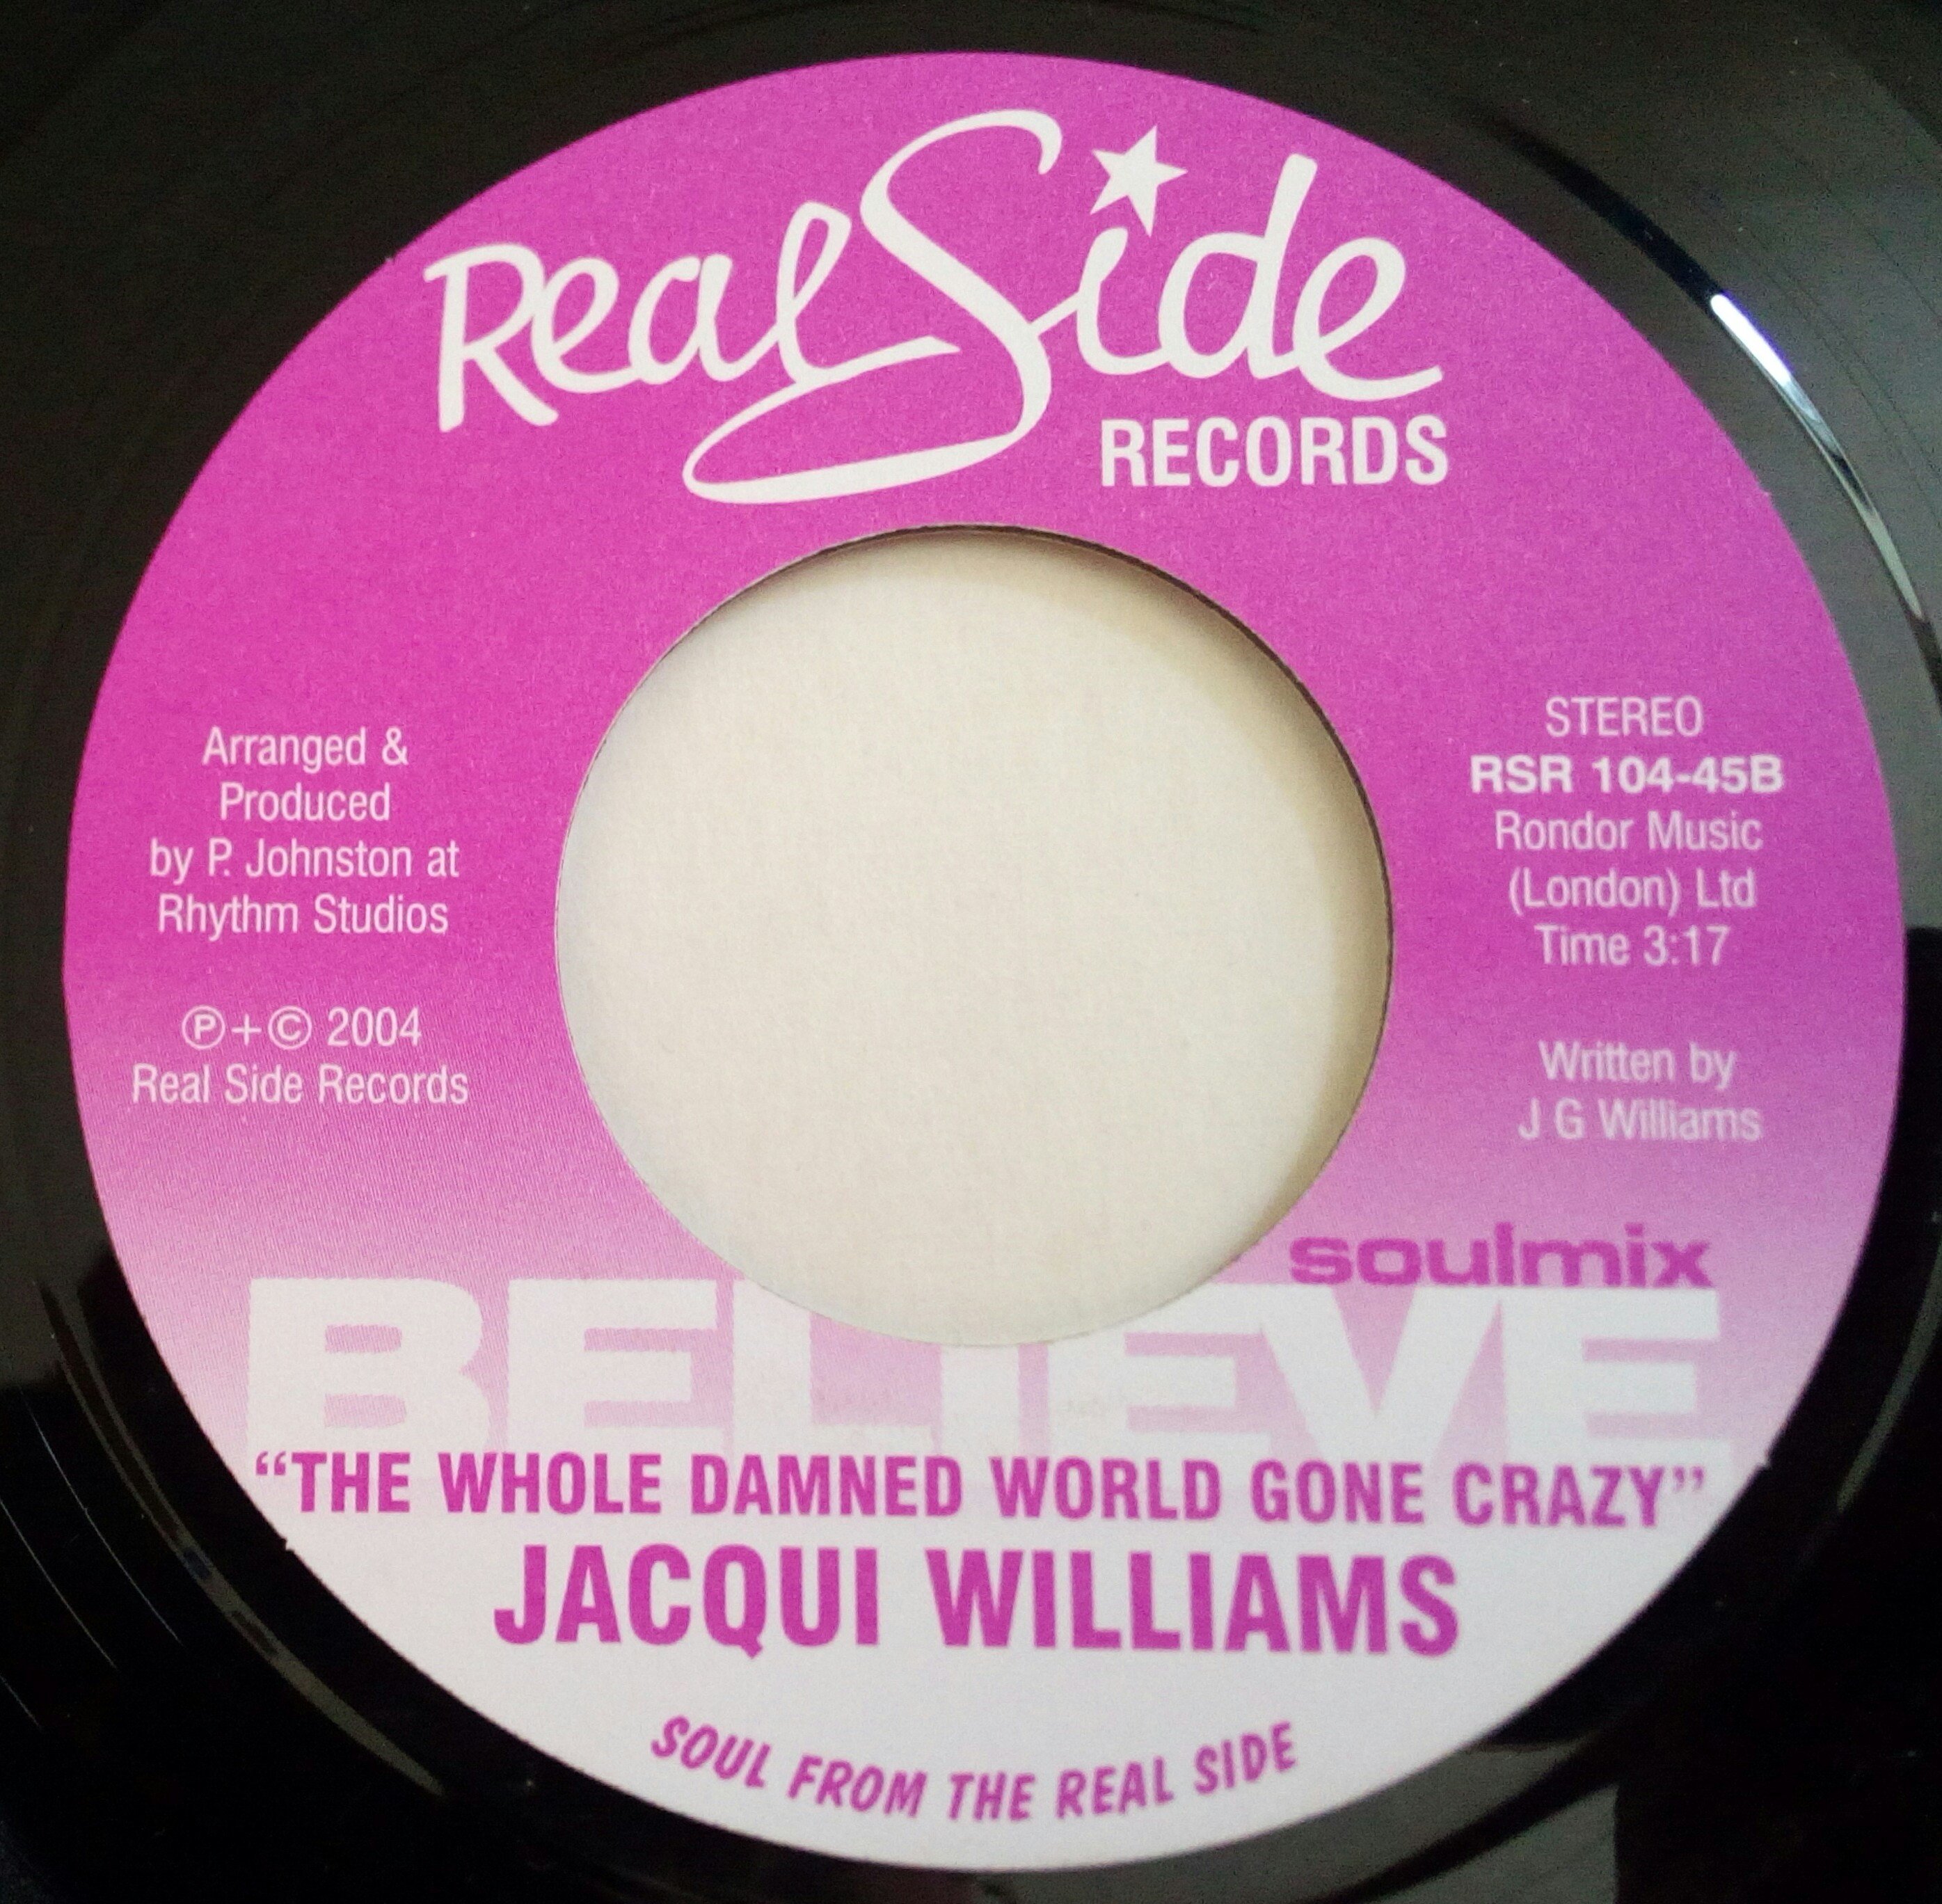 Real Side
RECORDS
Arranged &
Produced
by P. Johnston at
Rhythm Studios
℗+© 2004
Real Side Records
STEREO
RSR 104-45B
Rondor Music
(London) Ltd
Time 3:17
Written by
J G Williams
soulmix
BELIEVE
“THE WHOLE DAMNED WORLD GONE CRAZY”
JACQUI WILLIAMS
SOUL FROM THE REAL SIDE